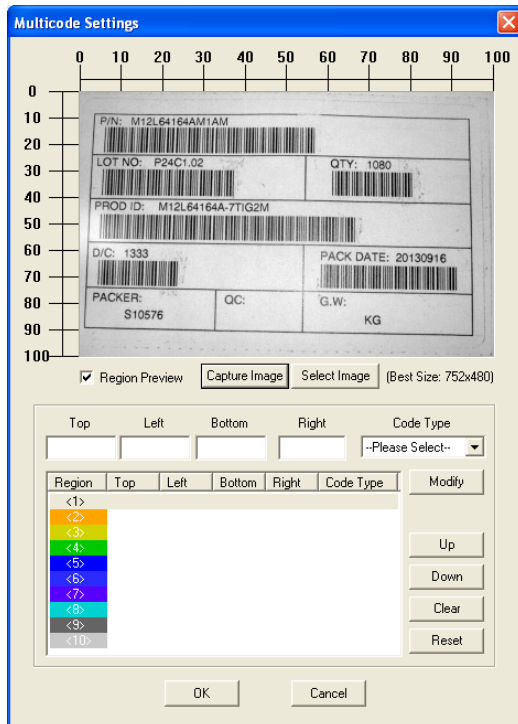 Multicode Settings
0 10 20 30 40 50 60 70 80 90 100
0
10
20
30
40
50
60
70
80
90
100
P/N: M12L64164AM1AM
LOT NO: P24C1.02 QTY: 1080
PROD ID: M12L64164A-7TIG2M
D/C: 1333 PACK DATE: 20130916
PACKER: QC: G.W:
S10576 KG
Region Preview Capture Image Select Image (Best Size: 752x480)
Top Left Bottom Right Code Type
--Please Select--
Region Top Left Bottom Right Code Type Modify
<1>
<2>
<3>
<4> Up
<5>
<6> Down
<7>
<8> Clear
<9>
<10> Reset
OK Cancel